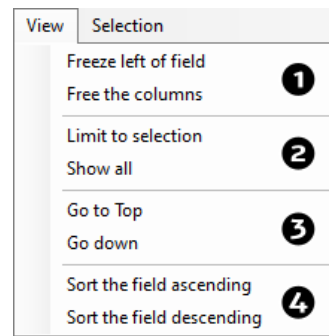 View Selection
Freeze left of field
Free the columns
1
Limit to selection
Show all
2
Go to Top
Go down
3
Sort the field ascending
Sort the field descending
4